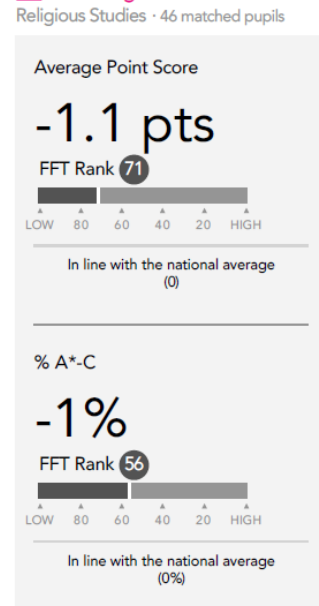 Religious Studies · 46 matched pupils
Average Point Score
-1.1 pts
FFT Rank 71
LOW 80 60 40 20 HIGH
In line with the national average
(0)
% A*-C
-1%
FFT Rank 56
LOW 80 60 40 20 HIGH
In line with the national average
(0%)